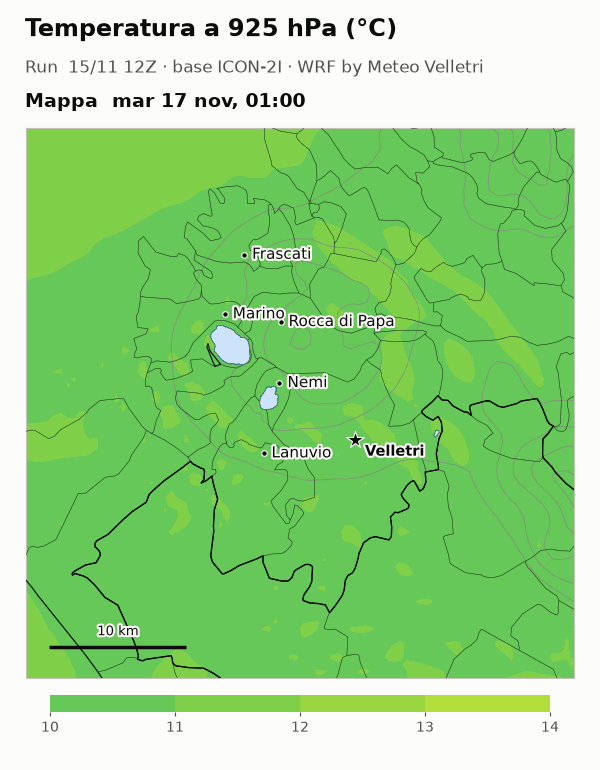 Temperatura a 925 hPa (°C)
Run  15/11 12Z · base ICON-2I · WRF by Meteo Velletri
Mappa  mar 17 nov, 01:00
Frascati
Marino
Rocca di Papa
Nemi
Velletri
Lanuvio
10 km
10 11 12 13 14